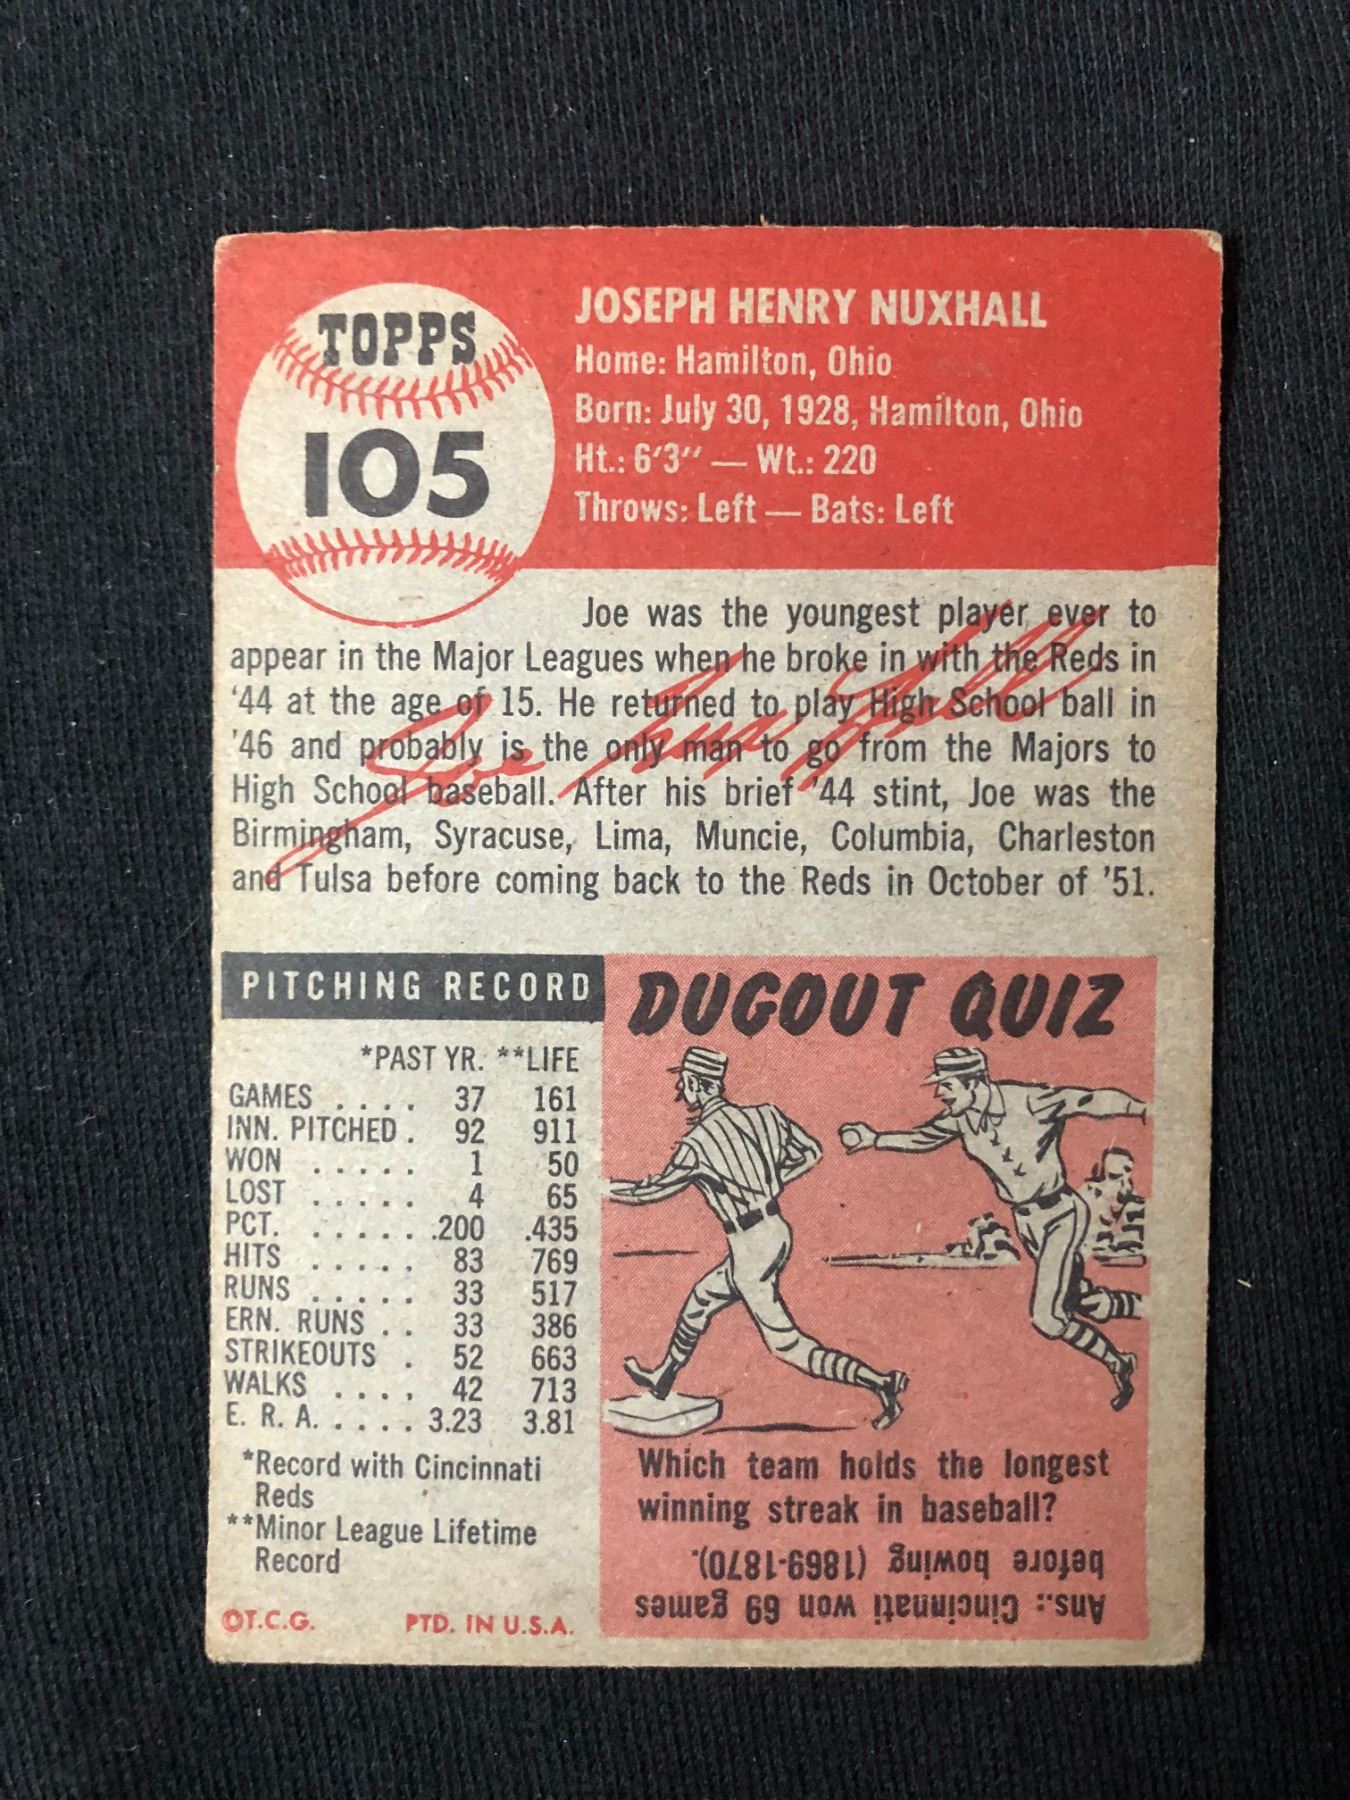 TOPPS
105
JOSEPH HENRY NUXHALL
Home: Hamilton, Ohio
Born: July 30, 1928, Hamilton, Ohio
Ht.: 6'3" — Wt.: 220
Throws: Left — Bats: Left
Joe was the youngest player ever to
appear in the Major Leagues when he broke in with the Reds in
'44 at the age of 15. He returned to play High School ball in
'46 and probably is the only man to go from the Majors to
High School baseball. After his brief '44 stint, Joe was the
Birmingham, Syracuse, Lima, Muncie, Columbia, Charleston
and Tulsa before coming back to the Reds in October of '51.
Joe Nuxhall
PITCHING RECORD
*PAST YR. **LIFE
GAMES . . . . 37 161
INN. PITCHED . 92 911
WON . . . . . 1 50
LOST . . . . . 4 65
PCT. . . . . . . .200 .435
HITS . . . . . 83 769
RUNS . . . . . 33 517
ERN. RUNS . . 33 386
STRIKEOUTS . 52 663
WALKS . . . . 42 713
E. R. A. . . . . 3.23 3.81
*Record with Cincinnati
Reds
**Minor League Lifetime
Record
©T.C.G. PTD. IN U.S.A.
DUGOUT QUIZ
Which team holds the longest
winning streak in baseball?
Ans.: Cincinnati won 69 games
before bowing (1869-1870).